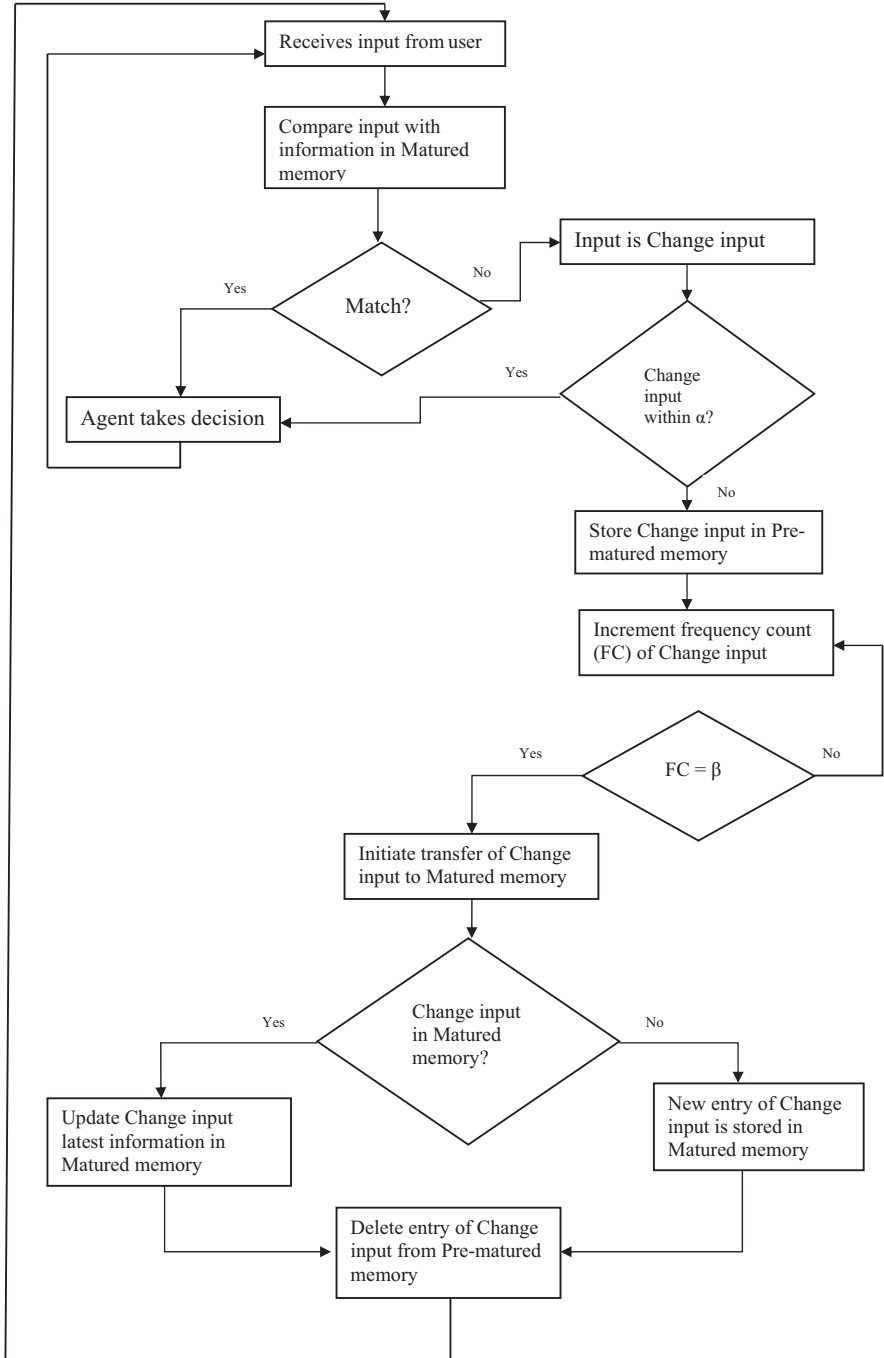 Receives input from user
Compare input with
information in Matured
memory
Input is Change input
No
Yes
Match?
Yes
Change
input
within α?
Agent takes decision
No
Store Change input in Pre-
matured memory
Increment frequency count
(FC) of Change input
Yes
No
FC = β
Initiate transfer of Change
input to Matured memory
Change input
in Matured
memory?
Yes
No
Update Change input
latest information in
Matured memory
New entry of Change
input is stored in
Matured memory
Delete entry of Change
input from Pre-matured
memory